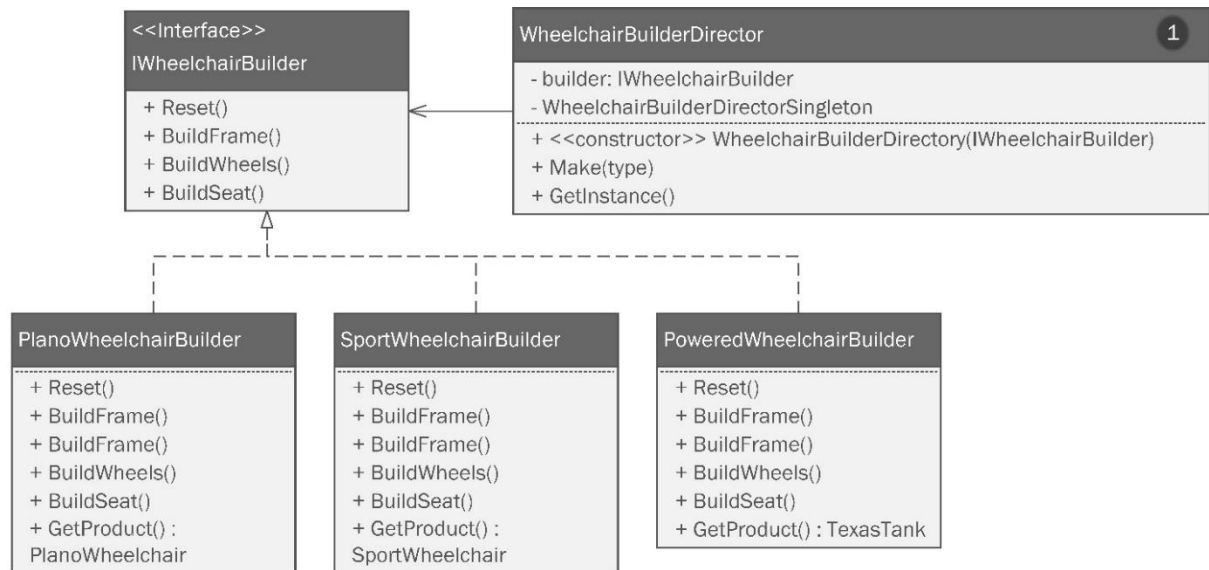 <<Interface>>
IWheelchairBuilder
+ Reset()
+ BuildFrame()
+ BuildWheels()
+ BuildSeat()
WheelchairBuilderDirector
1
- builder: IWheelchairBuilder
- WheelchairBuilderDirectorSingleton
+ <<constructor>> WheelchairBuilderDirectory(IWheelchairBuilder)
+ Make(type)
+ GetInstance()
PlanoWheelchairBuilder
+ Reset()
+ BuildFrame()
+ BuildFrame()
+ BuildWheels()
+ BuildSeat()
+ GetProduct() :
PlanoWheelchair
SportWheelchairBuilder
+ Reset()
+ BuildFrame()
+ BuildFrame()
+ BuildWheels()
+ BuildSeat()
+ GetProduct() :
SportWheelchair
PoweredWheelchairBuilder
+ Reset()
+ BuildFrame()
+ BuildFrame()
+ BuildWheels()
+ BuildSeat()
+ GetProduct() : TexasTank